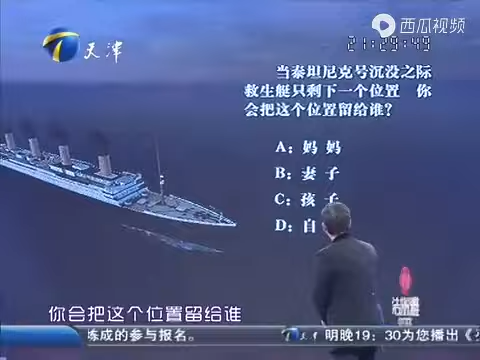 西瓜视频
天津
21:29:49
当泰坦尼克号沉没之际
救生艇只剩下一个位置 你
会把这个位置留给谁?
A：妈 妈
B：妻 子
C：孩 子
D：自
你会把这个位置留给谁
炼成的参与报名。
天津 明晚19：30为您播出《